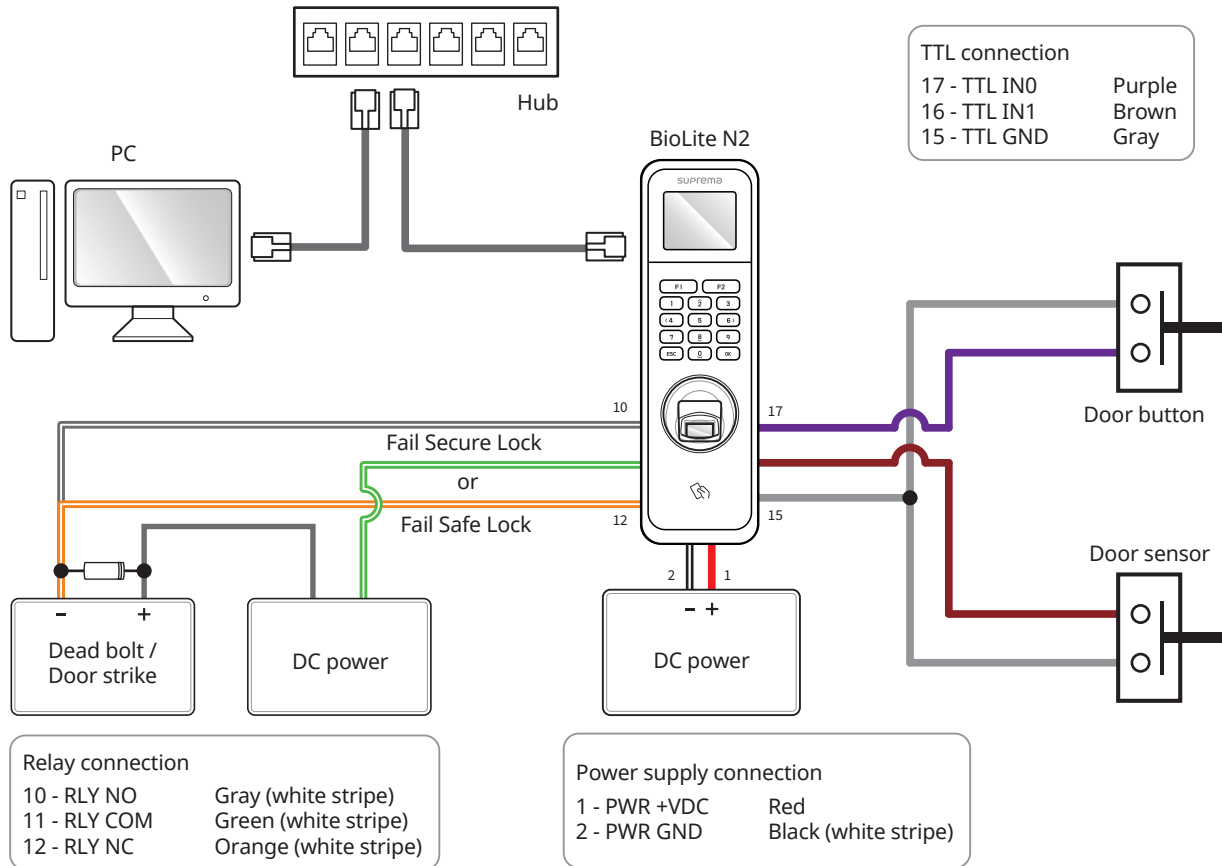 Hub
TTL connection
17 - TTL IN0 Purple
16 - TTL IN1 Brown
15 - TTL GND Gray
PC
BioLite N2
suprema
F1 F2
1 2 3
‹4 5 6›
7 8 9
ESC 0 OK
10
17
Door button
Fail Secure Lock
or
Fail Safe Lock
12
15
Door sensor
2 1
- +
Dead bolt /
Door strike
DC power
- +
DC power
Relay connection
10 - RLY NO Gray (white stripe)
11 - RLY COM Green (white stripe)
12 - RLY NC Orange (white stripe)
Power supply connection
1 - PWR +VDC Red
2 - PWR GND Black (white stripe)